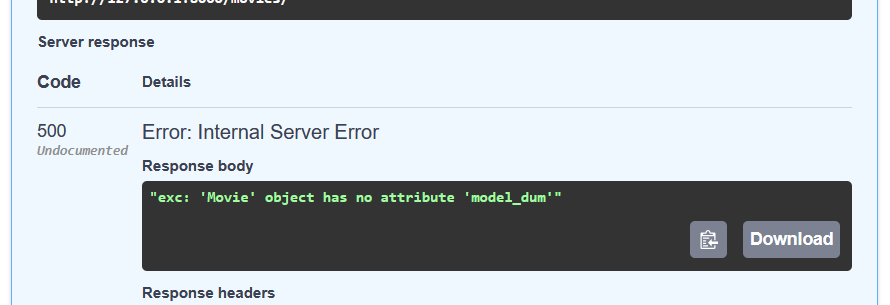 Server response
Code Details
500 Error: Internal Server Error
Undocumented
Response body
"exc: 'Movie' object has no attribute 'model_dum'"
Download
Response headers